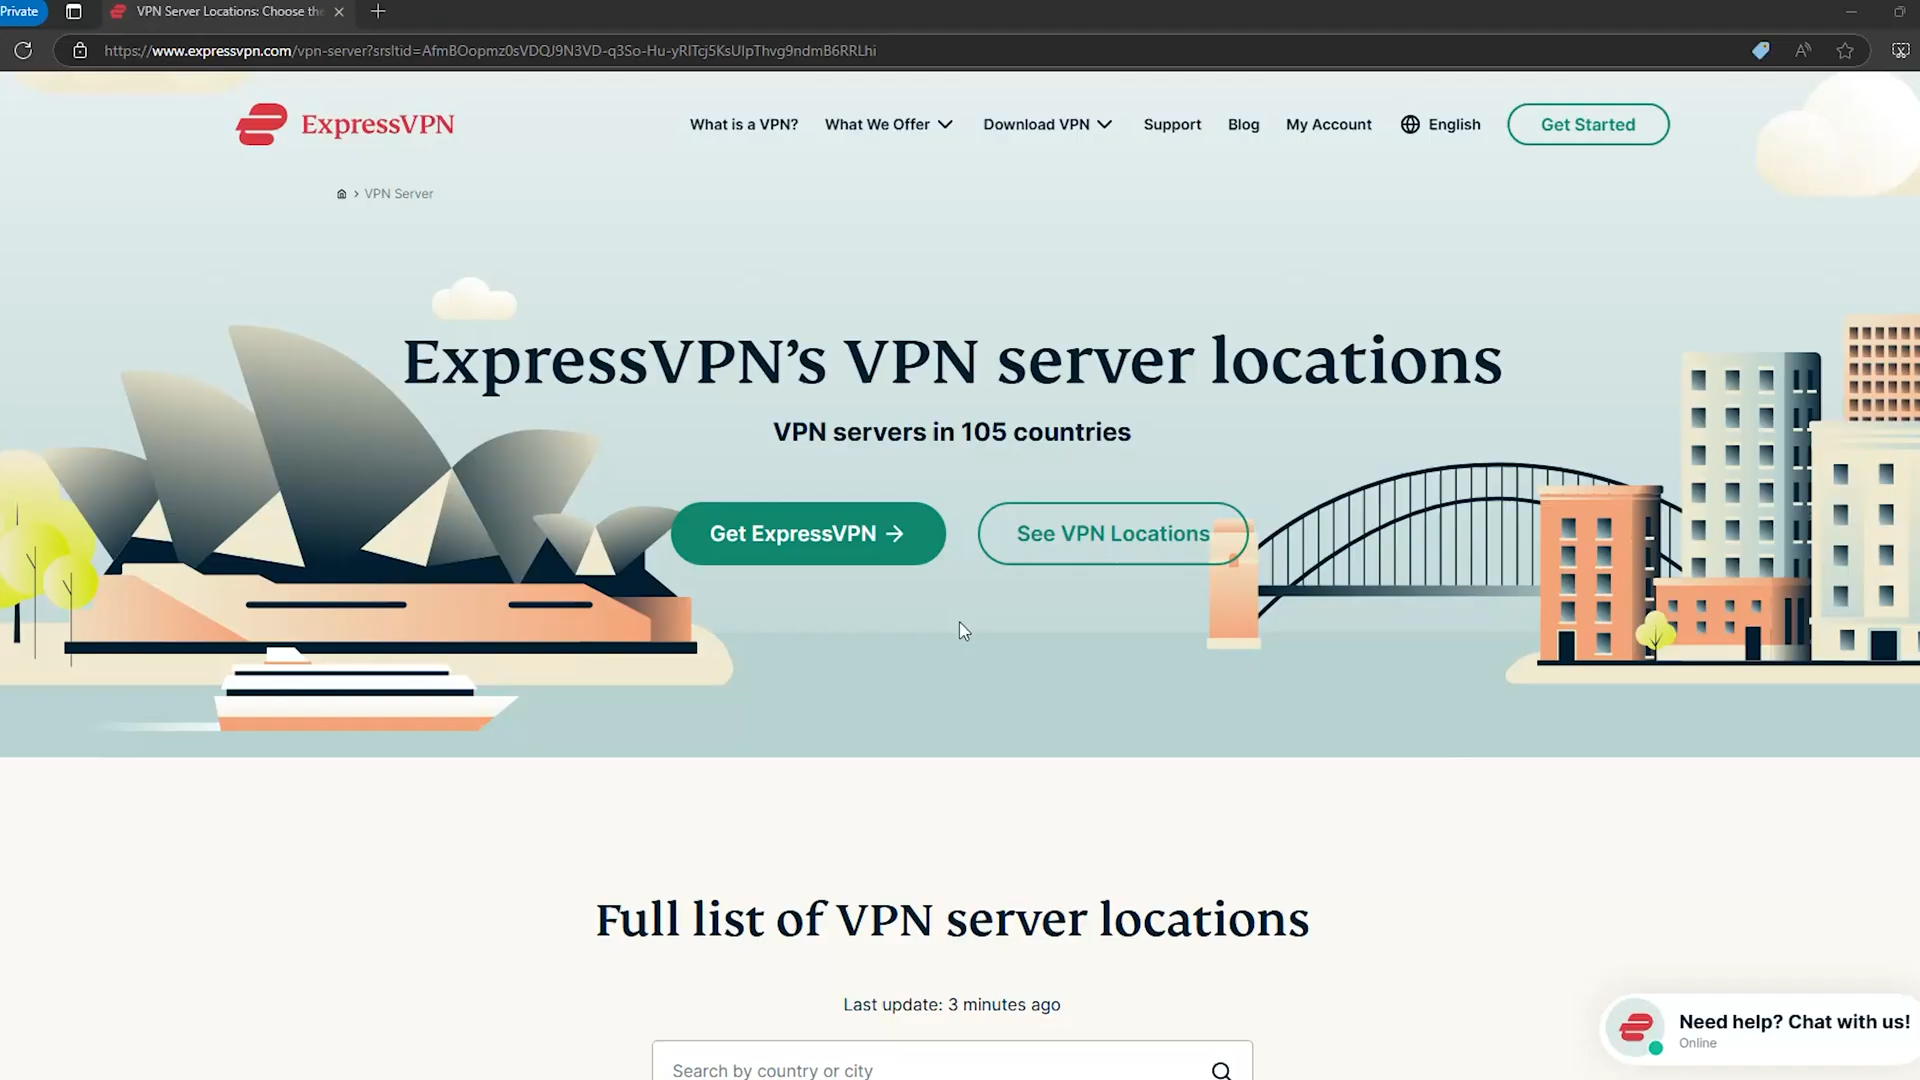 Private
VPN Server Locations: Choose the
https://www.expressvpn.com/vpn-server?srsltid=AfmBOopmz0sVDQJ9N3VD-q3So-Hu-yRlTcj5KsUlpThvg9ndmB6RRLhi
ExpressVPN
What is a VPN?
What We Offer
Download VPN
Support
Blog
My Account
English
Get Started
> VPN Server
ExpressVPN’s VPN server locations
VPN servers in 105 countries
Get ExpressVPN →
See VPN Locations
Full list of VPN server locations
Last update: 3 minutes ago
Search by country or city
Need help? Chat with us!
Online